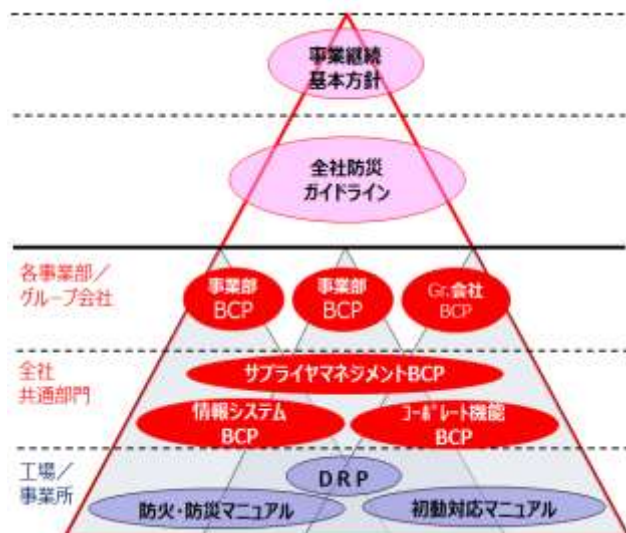 事業継続
基本方針
全社防災
ガイドライン
各事業部／
グループ会社
事業部
BCP
事業部
BCP
Gr.会社
BCP
全社
共通部門
サプライヤマネジメントBCP
情報システム
BCP
コーポレート機能
BCP
工場／
事業所
DRP
防火・防災マニュアル
初動対応マニュアル